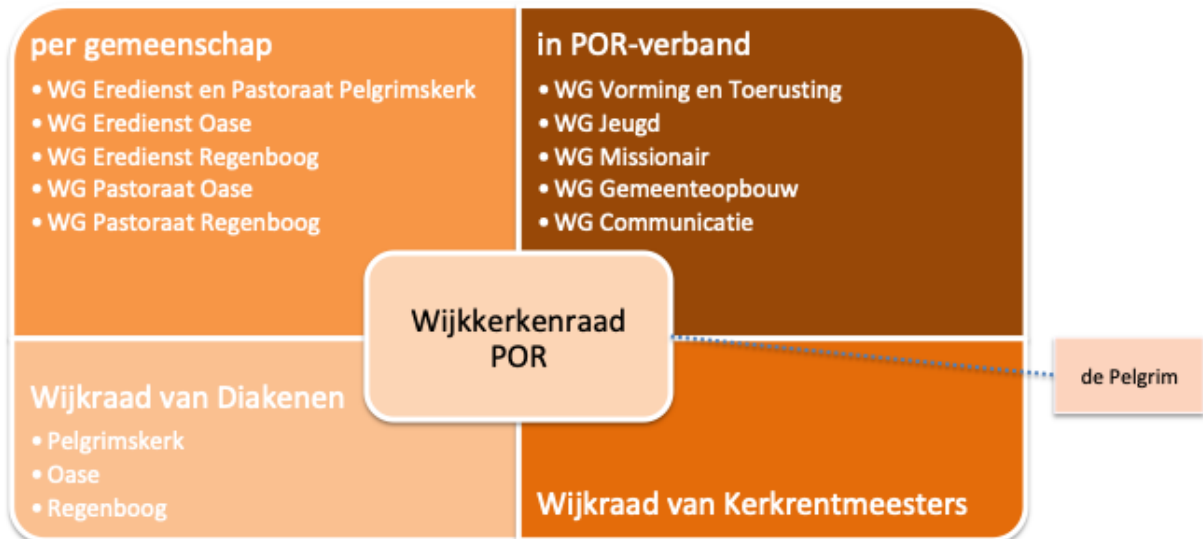 per gemeenschap
• WG Eredienst en Pastoraat Pelgrimskerk
• WG Eredienst Oase
• WG Eredienst Regenboog
• WG Pastoraat Oase
• WG Pastoraat Regenboog
in POR-verband
• WG Vorming en Toerusting
• WG Jeugd
• WG Missionair
• WG Gemeenteopbouw
• WG Communicatie
Wijkkerkenraad
POR
de Pelgrim
Wijkraad van Diakenen
• Pelgrimskerk
• Oase
• Regenboog
Wijkraad van Kerkrentmeesters